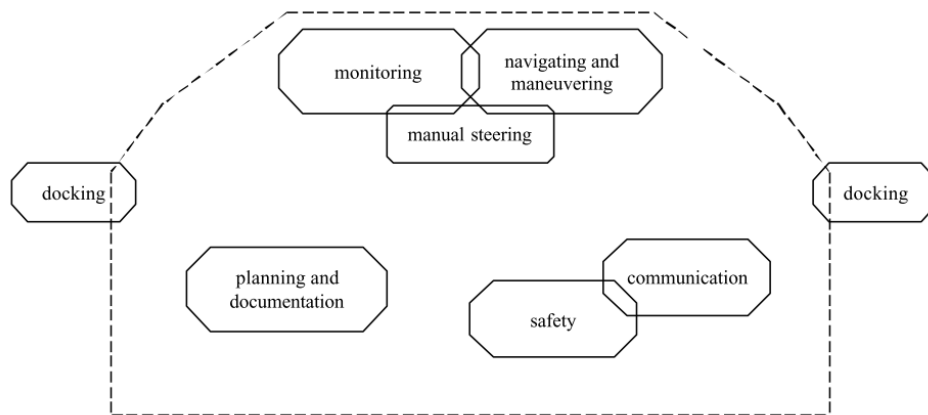 monitoring
navigating and
maneuvering
manual steering
docking
docking
planning and
documentation
communication
safety